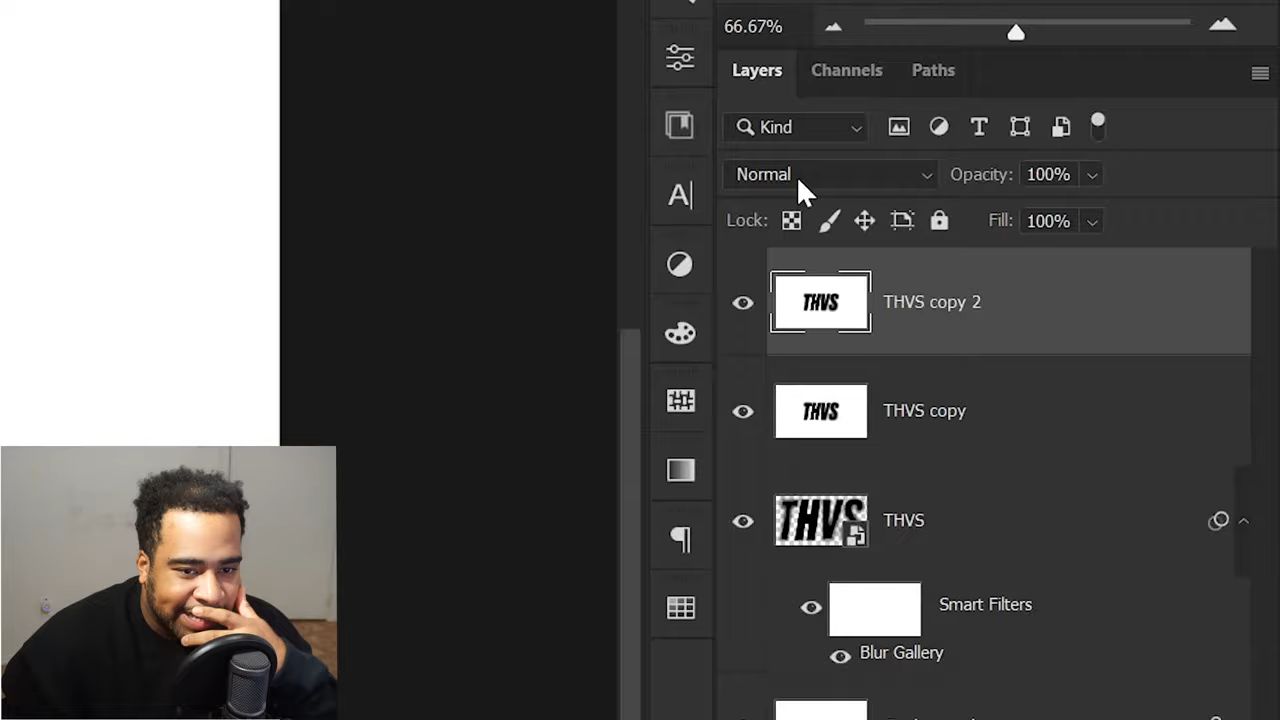 66.67%
Layers Channels Paths
Kind
Normal Opacity: 100%
Lock: Fill: 100%
THVS THVS copy 2
THVS THVS copy
THVS THVS
Smart Filters
Blur Gallery